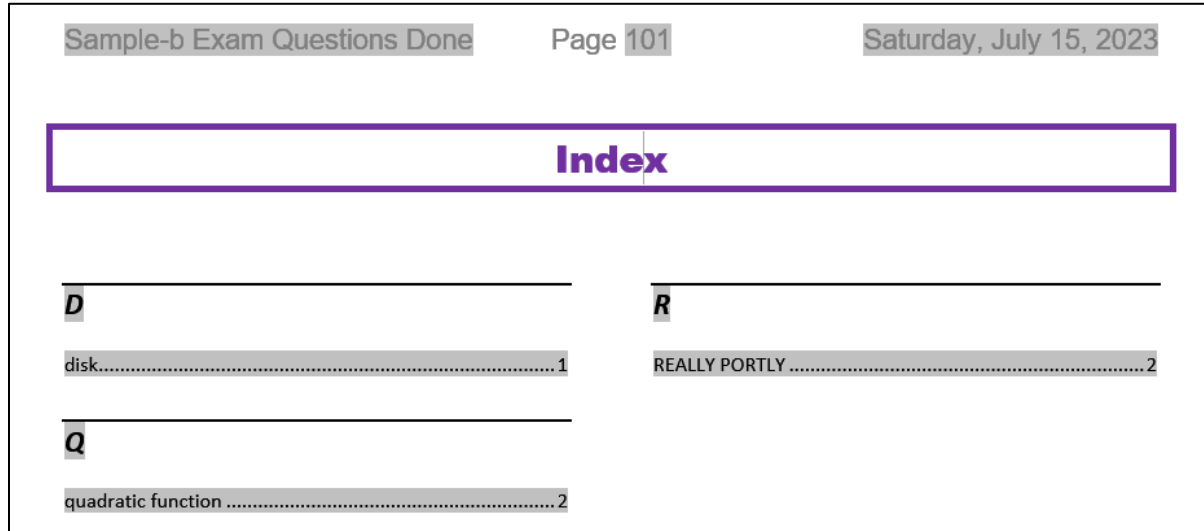 Sample-b Exam Questions Done Page 101 Saturday, July 15, 2023
Index
D
disk.......................................................................................1
Q
quadratic function ...............................................................2
R
REALLY PORTLY ....................................................................2